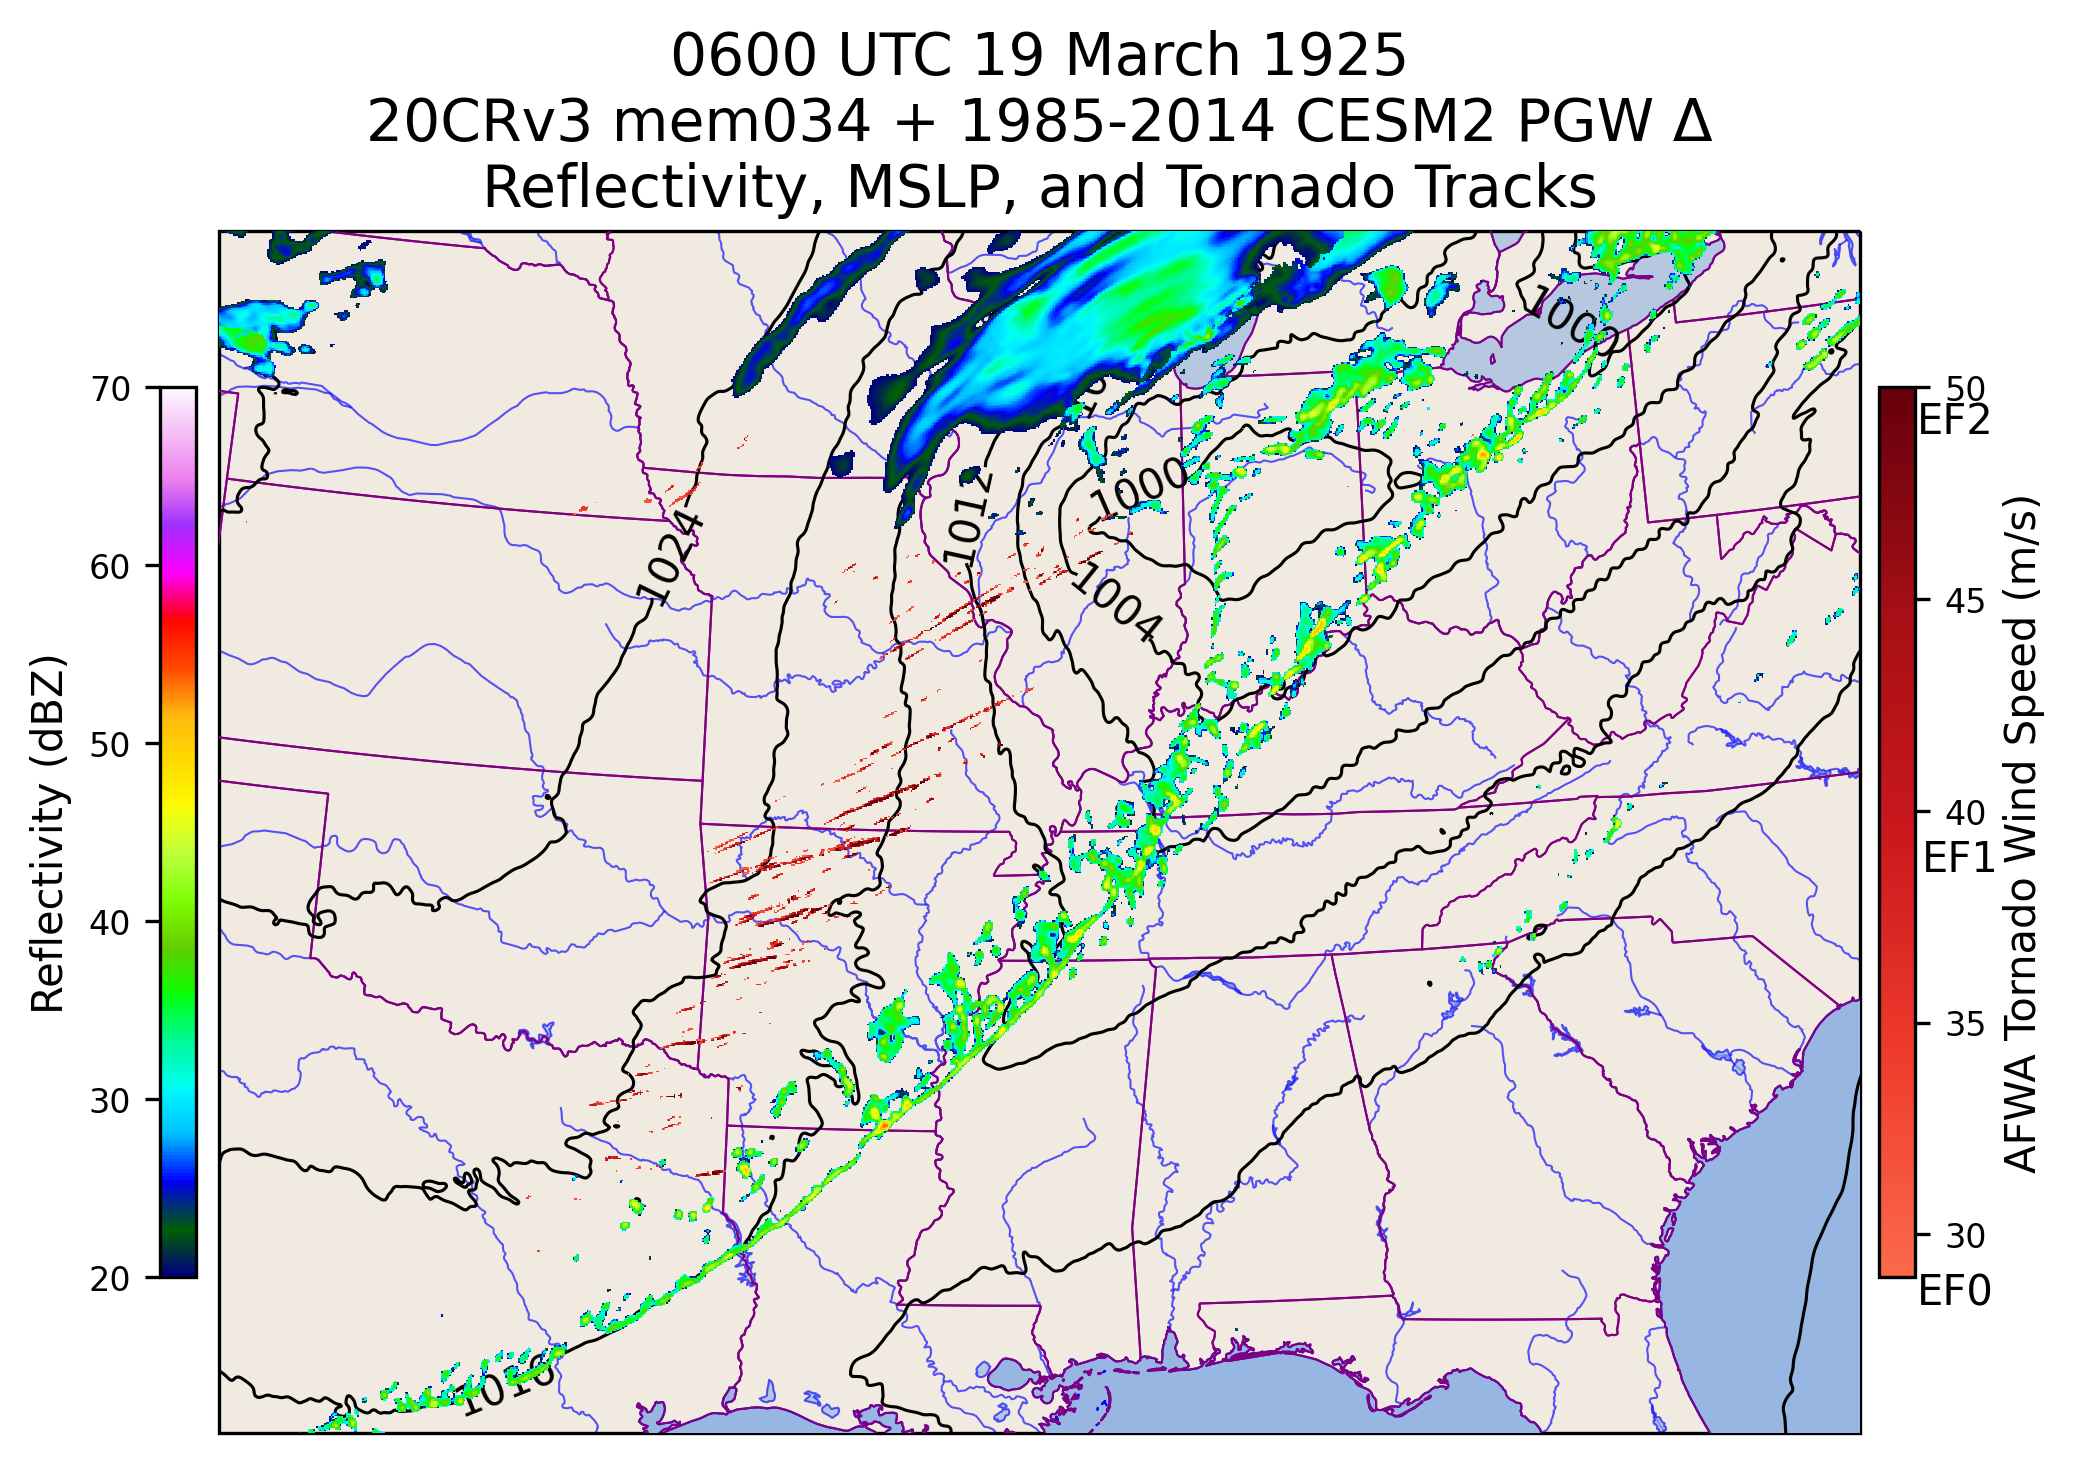 0600 UTC 19 March 1925
20CRv3 mem034 + 1985-2014 CESM2 PGW Δ
Reflectivity, MSLP, and Tornado Tracks
Reflectivity (dBZ)
70
60
50
40
30
20
1000
1000
1012
1024
1004
50
EF2
45
40
EF1
35
30
EF0
AFWA Tornado Wind Speed (m/s)